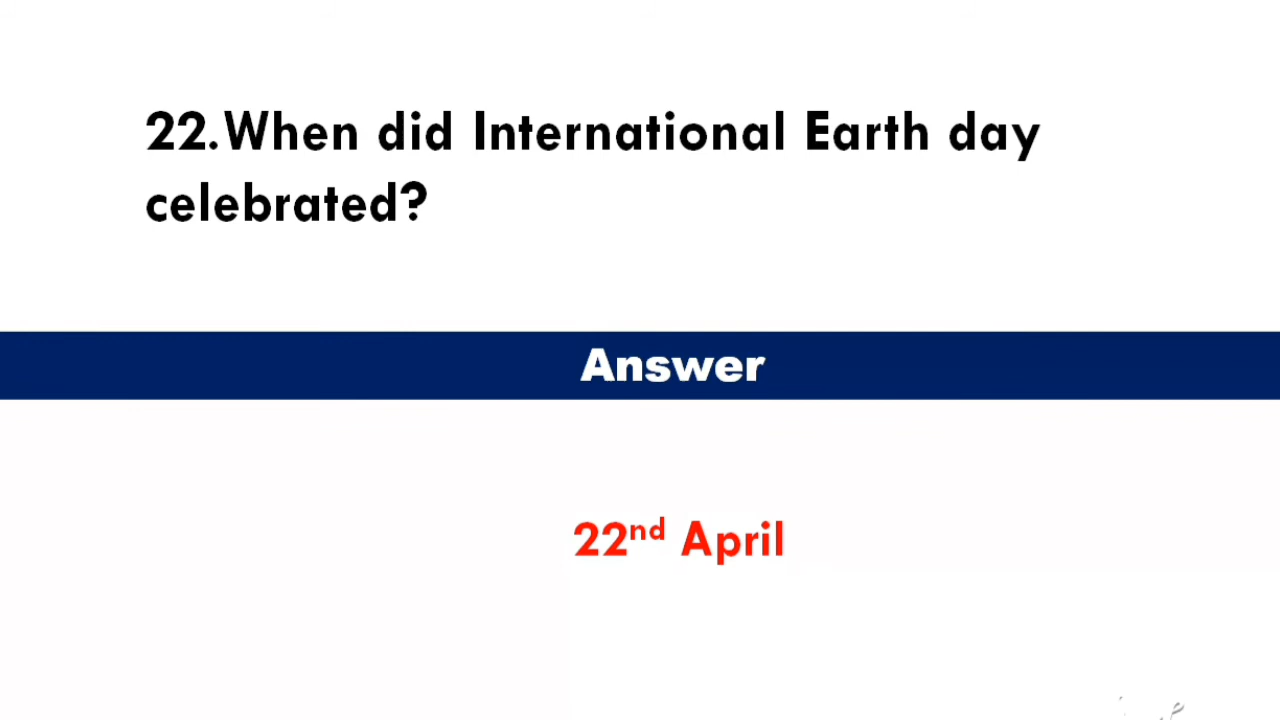 22.When did International Earth day
celebrated?
Answer
22nd April